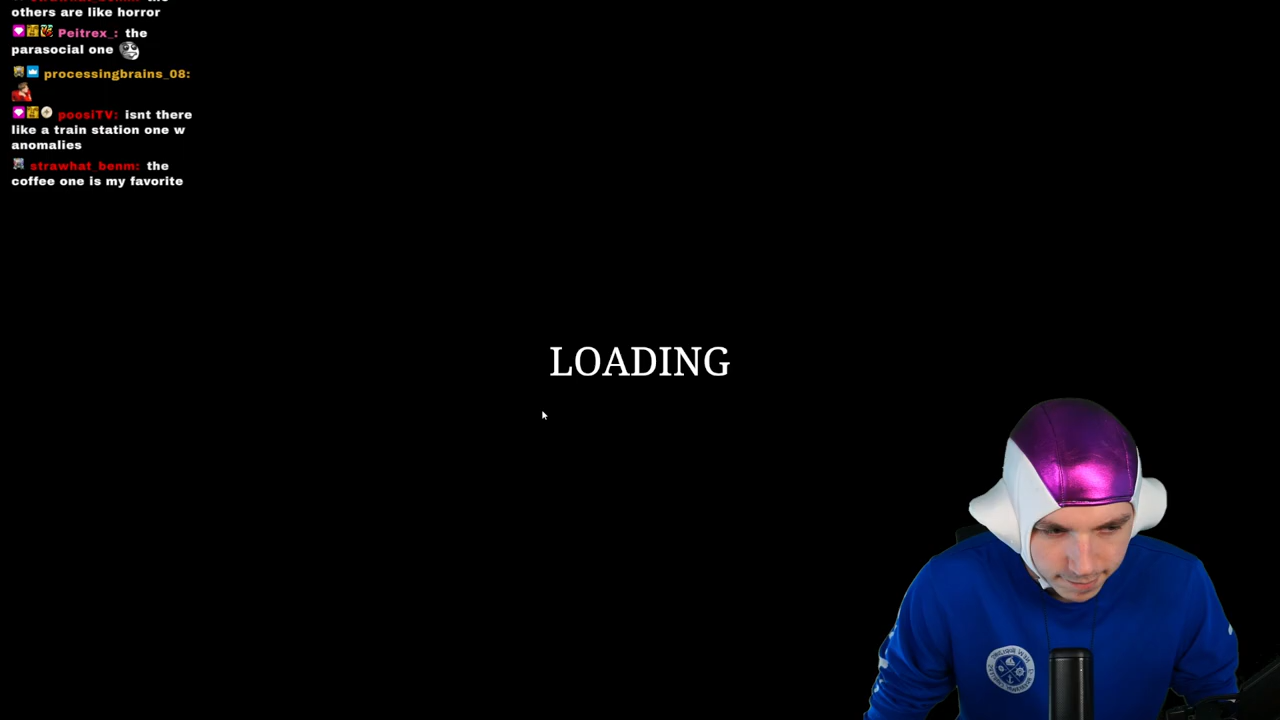 others are like horror
Peitrex_: the
parasocial one
processingbrains_08:
poosiTV: isnt there
like a train station one w
anomalies
strawhat_benm: the
coffee one is my favorite
LOADING